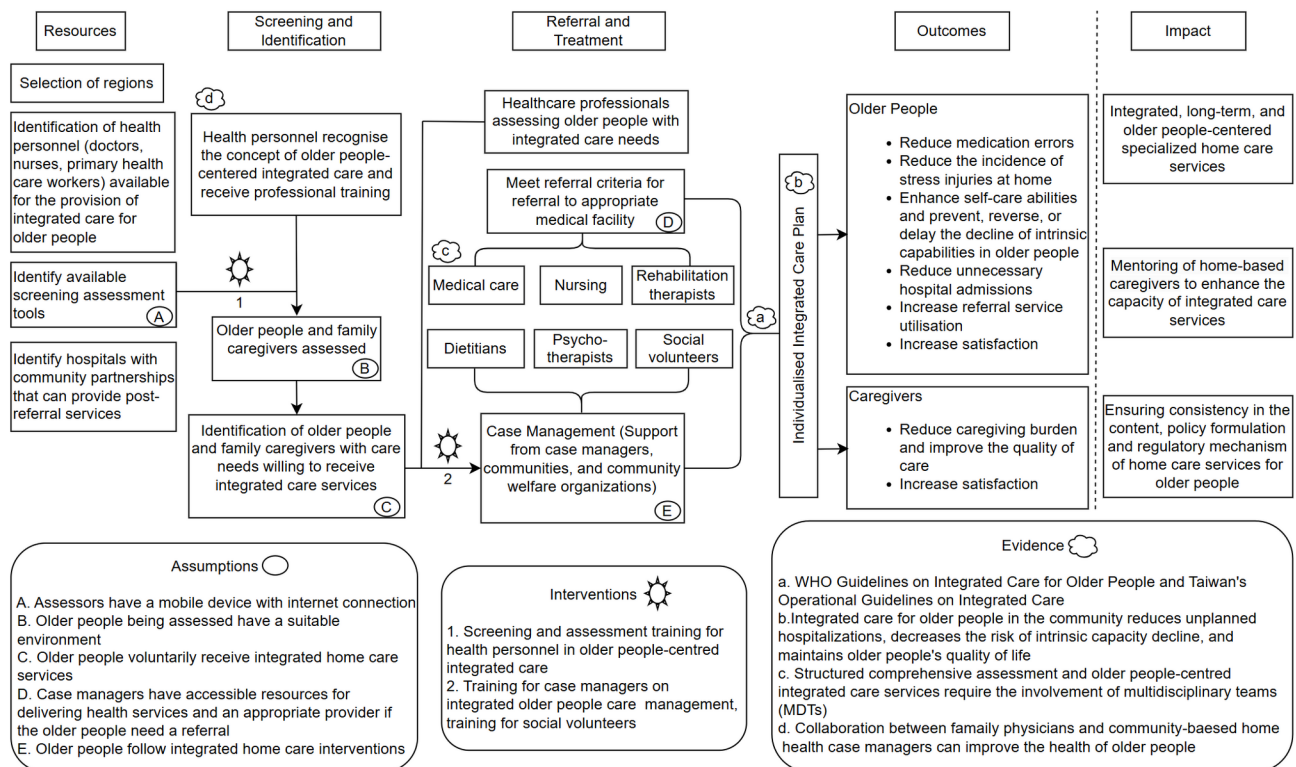 Resources
Screening and
Identification
Referral and
Treatment
Outcomes
Impact
Selection of regions
Identification of health
personnel (doctors,
nurses, primary health
care workers) available
for the provision of
integrated care for
older people
Identify available
screening assessment
tools
A
Identify hospitals with
community partnerships
that can provide post-
referral services
d
Health personnel recognise
the concept of older people-
centered integrated care and
receive professional training
1
Older people and family
caregivers assessed
B
Identification of older people
and family caregivers with care
needs willing to receive
integrated care services
C
2
Healthcare professionals
assessing older people with
integrated care needs
Meet referral criteria for
referral to appropriate
medical facility
D
c
Medical care
Nursing
Rehabilitation
therapists
Dietitians
Psycho-
therapists
Social
volunteers
Case Management (Support
from case managers,
communities, and community
welfare organizations)
E
a
b
Individualised Integrated Care Plan
Older People
• Reduce medication errors
• Reduce the incidence of
stress injuries at home
• Enhance self-care abilities
and prevent, reverse, or
delay the decline of intrinsic
capabilities in older people
• Reduce unnecessary
hospital admissions
• Increase referral service
utilisation
• Increase satisfaction
Caregivers
• Reduce caregiving burden
and improve the quality of
care
• Increase satisfaction
Integrated, long-term, and
older people-centered
specialized home care
services
Mentoring of home-based
caregivers to enhance the
capacity of integrated care
services
Ensuring consistency in the
content, policy formulation
and regulatory mechanism
of home care services for
older people
Assumptions
A. Assessors have a mobile device with internet connection
B. Older people being assessed have a suitable
environment
C. Older people voluntarily receive integrated home care
services
D. Case managers have accessible resources for
delivering health services and an appropriate provider if
the older people need a referral
E. Older people follow integrated home care interventions
Interventions
1. Screening and assessment training for
health personnel in older people-centred
integrated care
2. Training for case managers on
integrated older people care management,
training for social volunteers
Evidence
a. WHO Guidelines on Integrated Care for Older People and Taiwan's
Operational Guidelines on Integrated Care
b.Integrated care for older people in the community reduces unplanned
hospitalizations, decreases the risk of intrinsic capacity decline, and
maintains older people's quality of life
c. Structured comprehensive assessment and older people-centred
integrated care services require the involvement of multidisciplinary teams
(MDTs)
d. Collaboration between famaily physicians and community-baesed home
health case managers can improve the health of older people